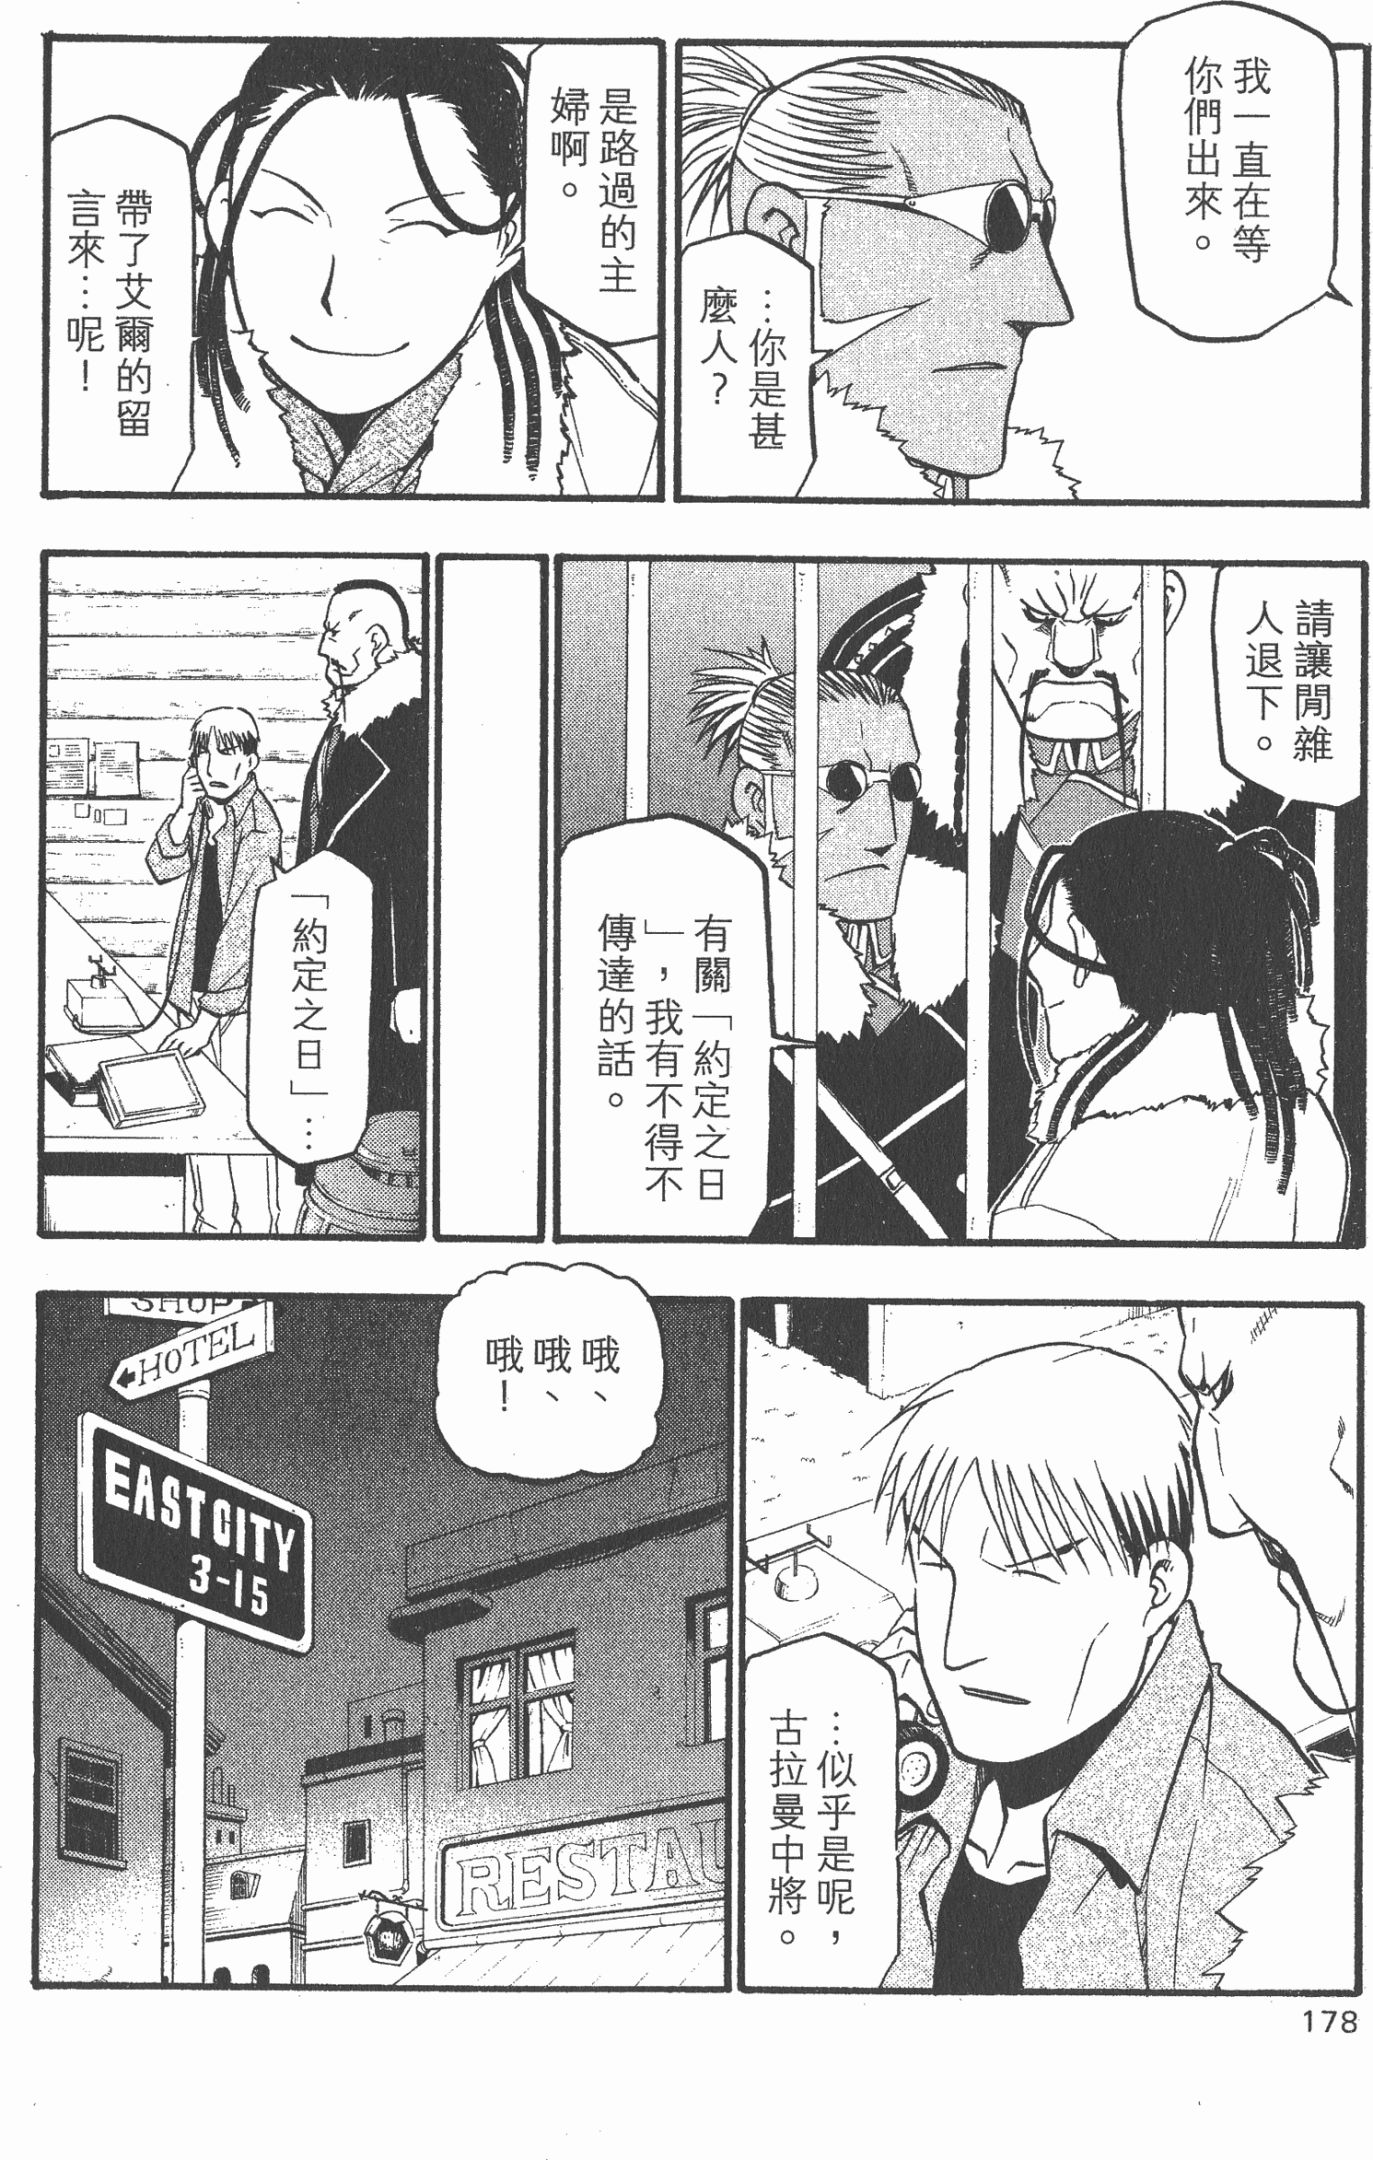 我一直在等
你們出來。
…你是甚
麼人？
是路過的主
婦啊。
帶了艾爾的留
言來…呢！
請讓閒雜
人退下。
有關「約定之日
」，我有不得不
傳達的話。
「約定之日」…
…似乎是呢，
古拉曼中將。
哦、
哦、
哦！
SHOP
HOTEL
EAST CITY
3-15
RESTAU
178